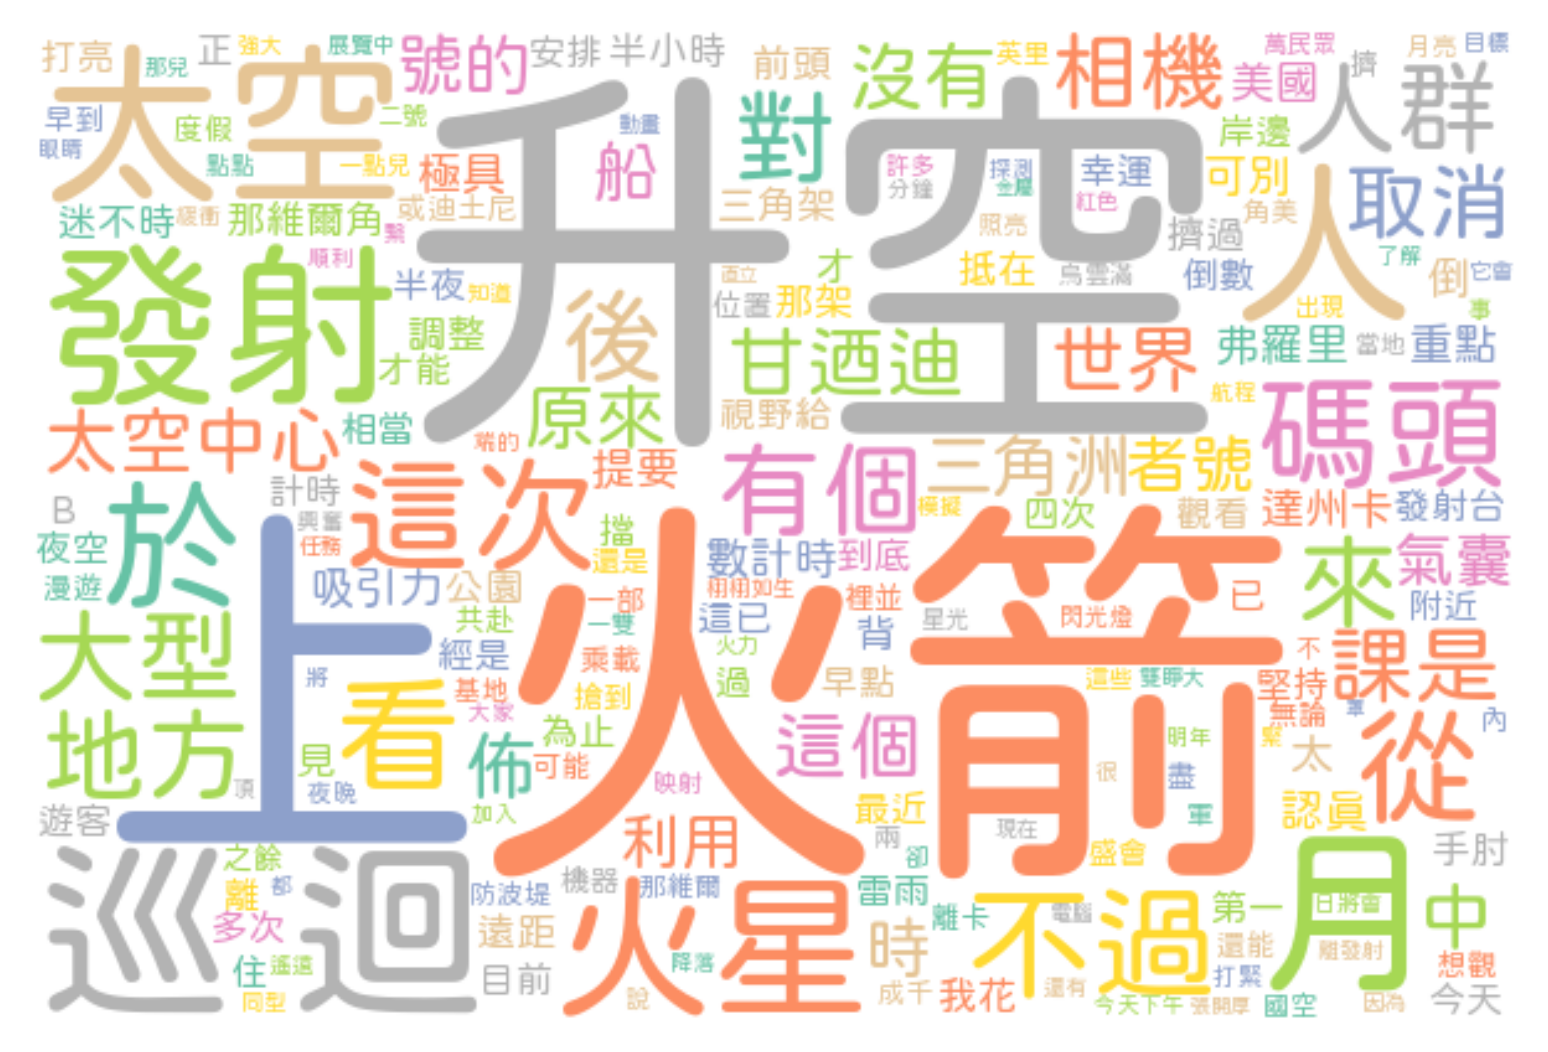 打亮
那兒
正
強大
展覽中
號的
安排
半小時
前頭
沒有
英里
相機
萬民眾
美國
擠
月亮
目標
人群
太空
早到
眼睛
度假
二號
點點
一點兒
極具
升空
動畫
船
對
許多
分鐘
探測
金屬
幸運
紅色
岸邊
可別
角美
人
取消
迷不時
緩衝
那維爾角
或迪士尼
緊
三角架
照亮
擠過
了解
發射
順利
半夜
知道
調整
才能
後
直立
位置
那架
才
抵在
烏雲滿
倒數
倒
它會
出現
事
甘迺迪
世界
弗羅里
當地
重點
太空中心
相當
原來
端的
視野給
航程
碼頭
B
計時
興奮
任務
這次
提要
有個
三角洲
者號
模擬
四次
觀看
達州卡
發射台
夜空
漫遊
於
吸引力
公園
擋
還是
數計時
到底
栩栩如生
裡並
火箭
來
氣囊
附近
已
大型
上
共赴
一部
一雙
這已
背
星光
閃光燈
將
經是
基地
大家
乘載
搶到
火力
過
早點
這些
雙睜大
不
堅持
無論
課是
地方
頂
看
見
夜晚
佈
為止
可能
加入
映射
這個
很
明年
盡
軍
太
緊
內
從
遊客
認真
最近
兩
卻
現在
盛會
手肘
巡迴
之餘
離
都
多次
住
遙遠
同型
防波堤
遠距
目前
機器
利用
那維爾
火星
降落
說
雷雨
時
成千
離卡
我花
不過
電腦
還有
今天下午
第一
還能
打緊
張開厚
國空
月
日將會
離發射
因為
中
想觀
今天